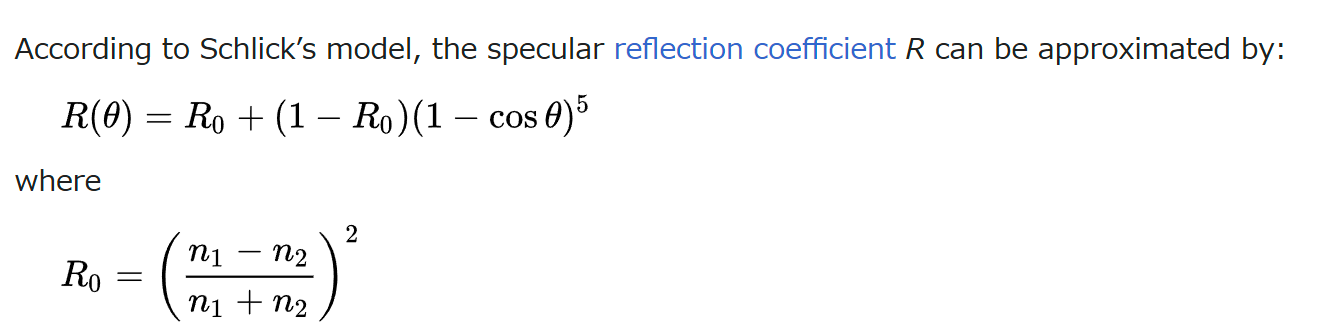 According to Schlick's model, the specular reflection coefficient R can be approximated by:
R(θ) = R₀ + (1 − R₀)(1 − cos θ)⁵
where
R₀ = ((n₁ − n₂)/(n₁ + n₂))²